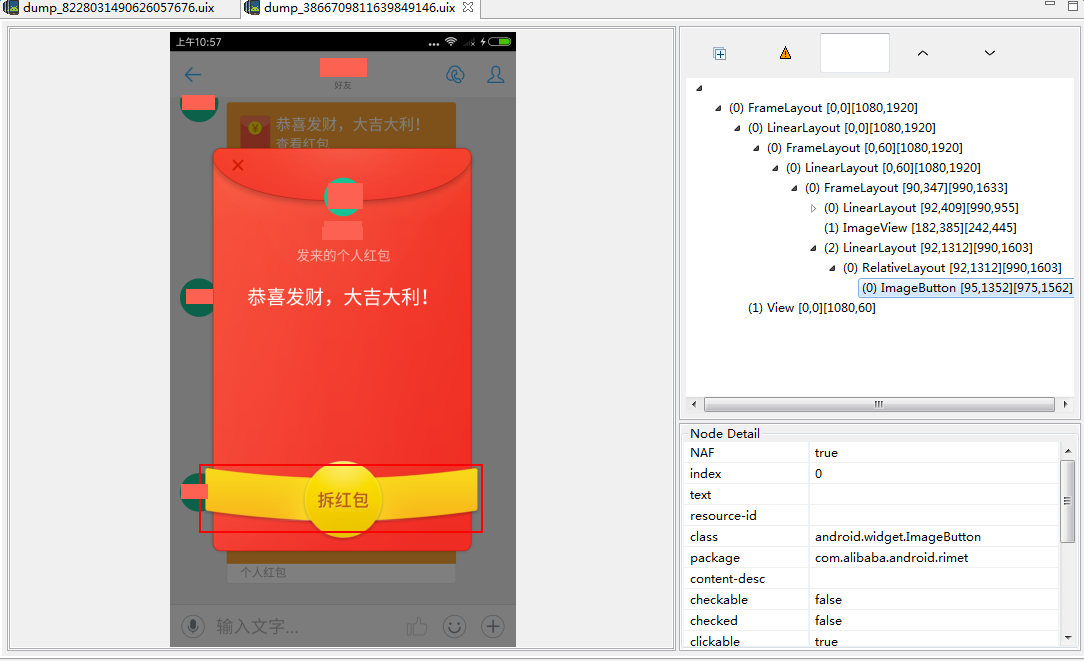 dump_8228031490626057676.uix
dump_3866709811639849146.uix
上午10:57
好友
恭喜发财，大吉大利!
查看红包
发来的个人红包
恭喜发财，大吉大利!
拆红包
个人红包
输入文字...
(0) FrameLayout [0,0][1080,1920]
(0) LinearLayout [0,0][1080,1920]
(0) FrameLayout [0,60][1080,1920]
(0) LinearLayout [0,60][1080,1920]
(0) FrameLayout [90,347][990,1633]
(0) LinearLayout [92,409][990,955]
(1) ImageView [182,385][242,445]
(2) LinearLayout [92,1312][990,1603]
(0) RelativeLayout [92,1312][990,1603]
(0) ImageButton [95,1352][975,1562]
(1) View [0,0][1080,60]
Node Detail
NAF true
index 0
text
resource-id
class android.widget.ImageButton
package com.alibaba.android.rimet
content-desc
checkable false
checked false
clickable true